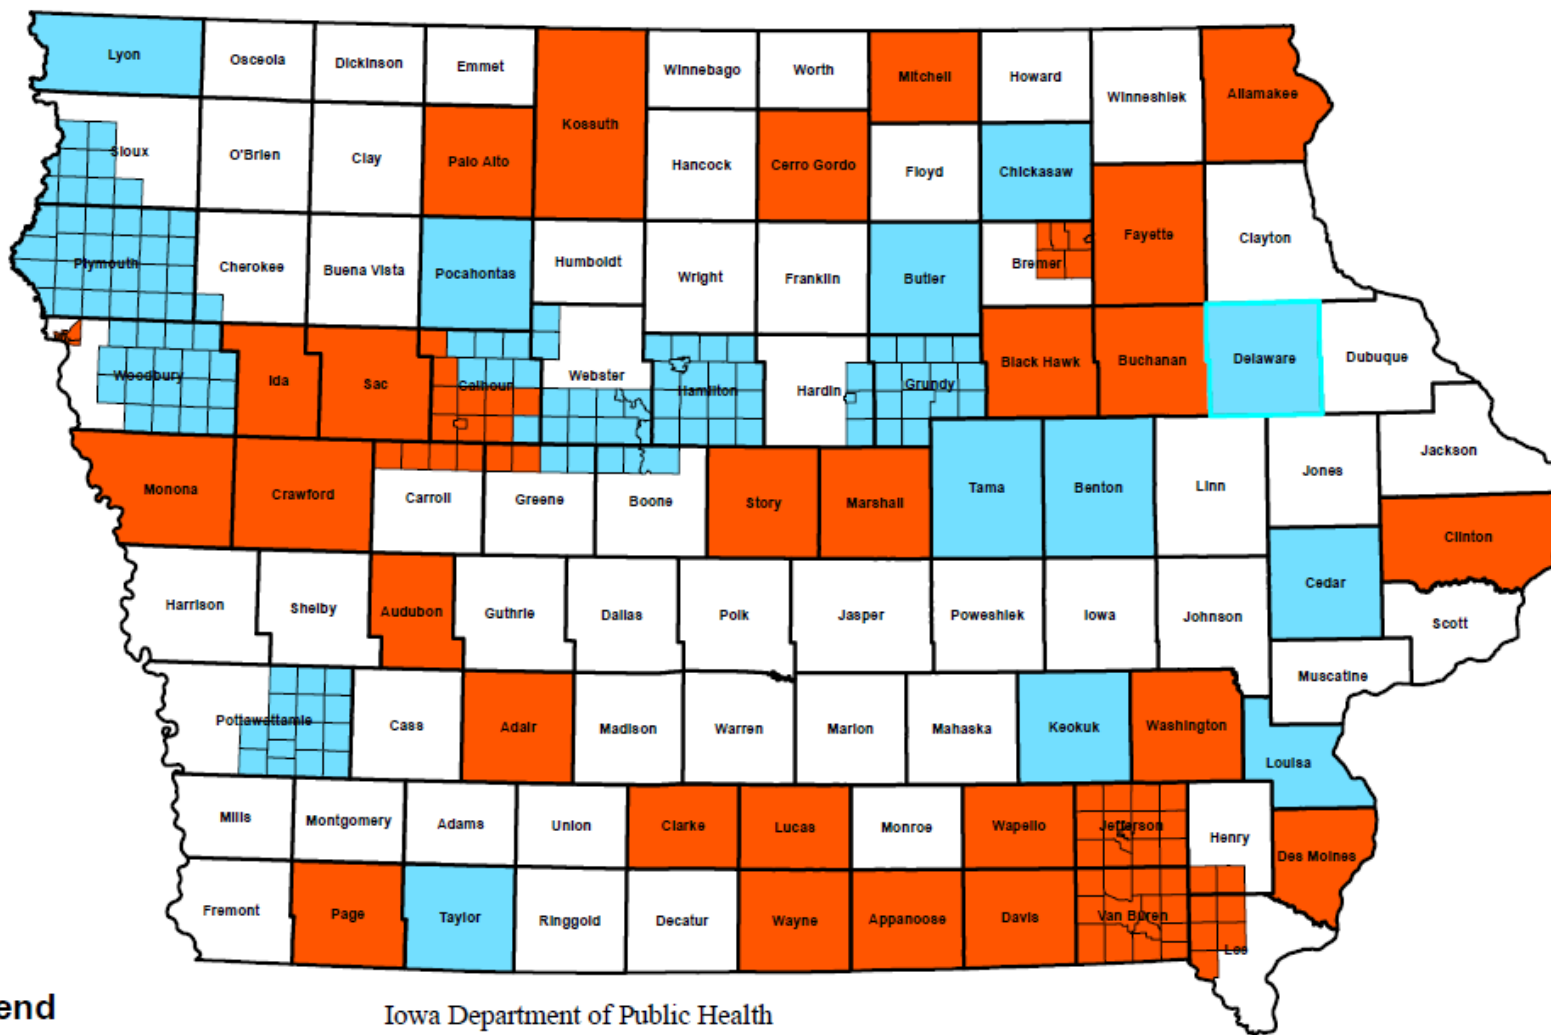 Lyon
Osceola
Dickinson
Emmet
Kossuth
Winnebago
Worth
Mitchell
Howard
Winneshiek
Allamakee
Sioux
O'Brien
Clay
Palo Alto
Hancock
Cerro Gordo
Floyd
Chickasaw
Fayette
Clayton
Plymouth
Cherokee
Buena Vista
Pocahontas
Humboldt
Wright
Franklin
Butler
Bremer
Woodbury
Ida
Sac
Calhoun
Webster
Hamilton
Hardin
Grundy
Black Hawk
Buchanan
Delaware
Dubuque
Monona
Crawford
Carroll
Greene
Boone
Story
Marshall
Tama
Benton
Linn
Jones
Jackson
Clinton
Harrison
Shelby
Audubon
Guthrie
Dallas
Polk
Jasper
Poweshiek
Iowa
Johnson
Cedar
Scott
Muscatine
Pottawattamie
Cass
Adair
Madison
Warren
Marion
Mahaska
Keokuk
Washington
Louisa
Mills
Montgomery
Adams
Union
Clarke
Lucas
Monroe
Wapello
Jefferson
Henry
Des Moines
Fremont
Page
Taylor
Ringgold
Decatur
Wayne
Appanoose
Davis
Van Buren
Lee
end
Iowa Department of Public Health